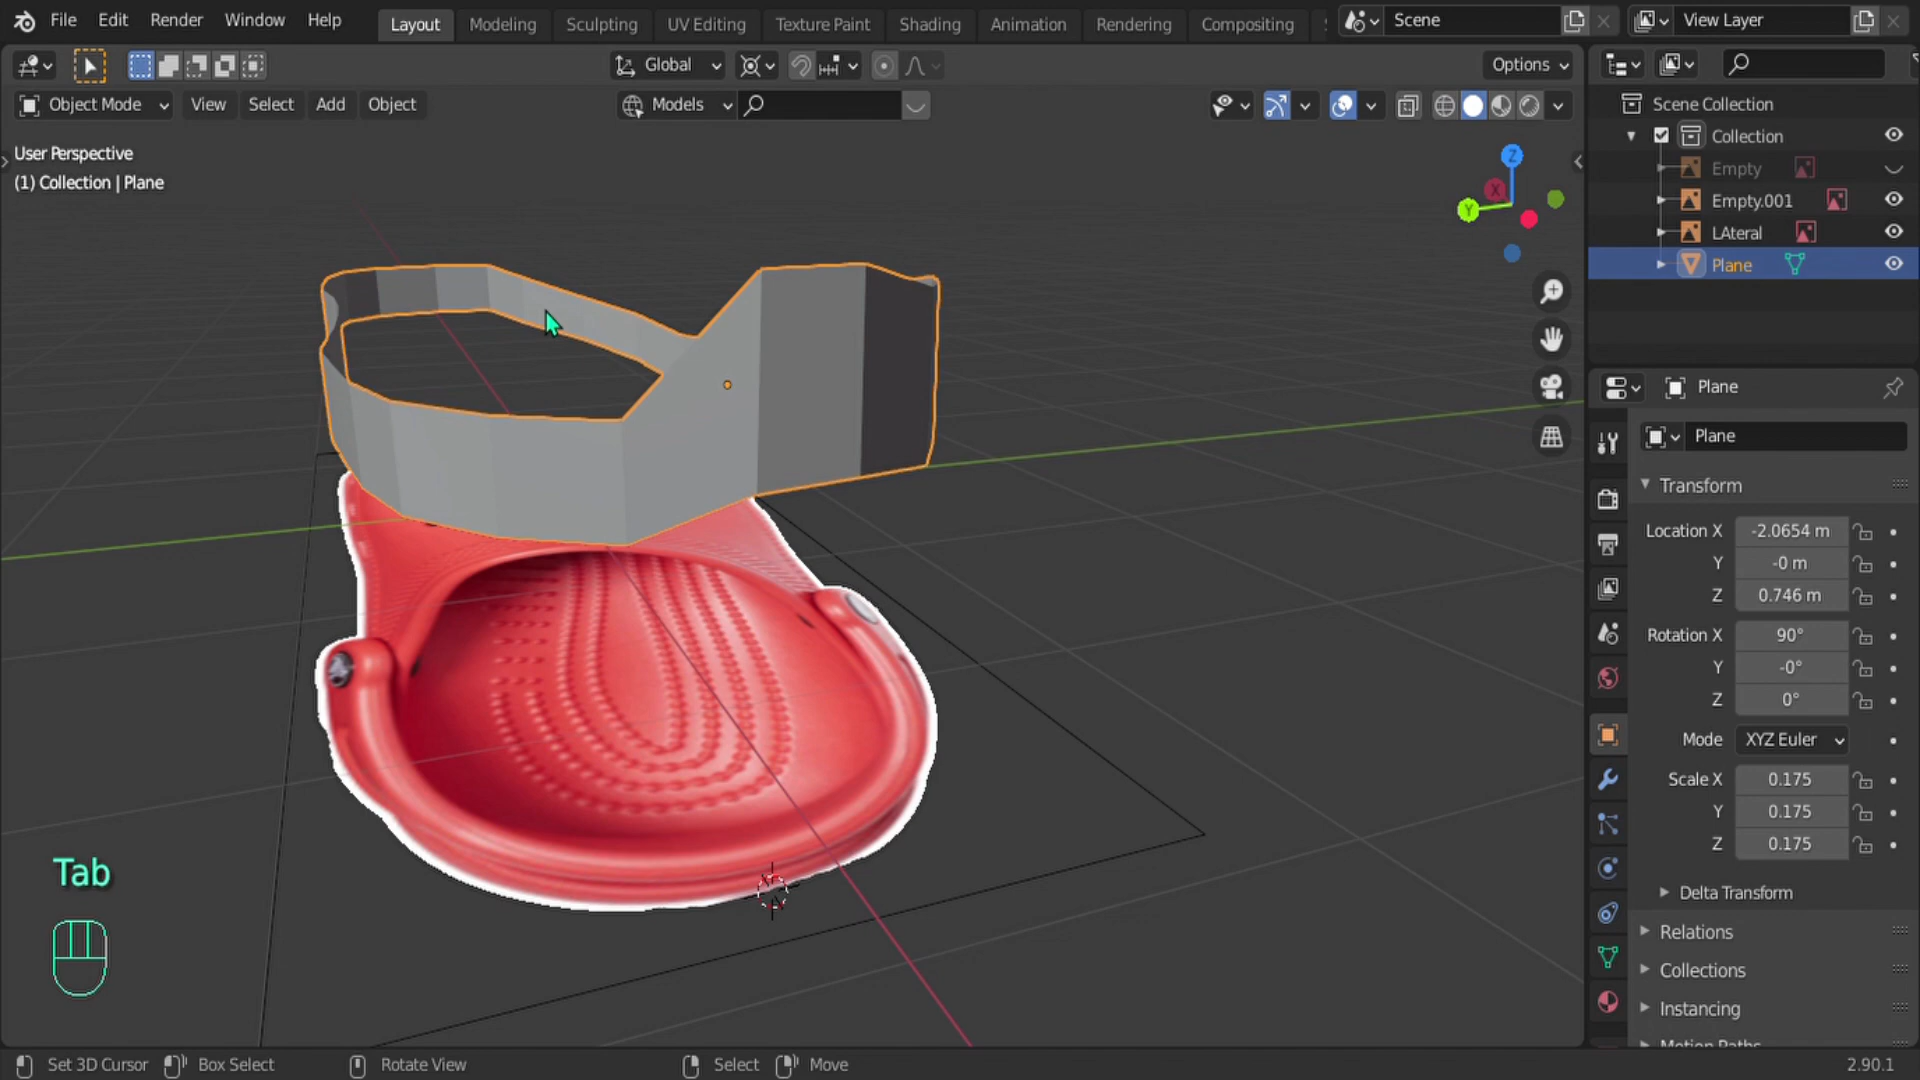 File Edit Render Window Help Layout Modeling Sculpting UV Editing Texture Paint Shading Animation Rendering Compositing Scene View Layer
Global Options
Object Mode View Select Add Object Models
User Perspective
(1) Collection | Plane
Z
X
Y
Scene Collection
Collection
Empty
Empty.001
LAteral
Plane
Plane
Plane
Transform
Location X -2.0654 m
Y -0 m
Z 0.746 m
Rotation X 90°
Y -0°
Z 0°
Mode XYZ Euler
Scale X 0.175
Y 0.175
Z 0.175
Delta Transform
Relations
Collections
Instancing
Motion Paths
Tab
Set 3D Cursor Box Select Rotate View Select Move 2.90.1